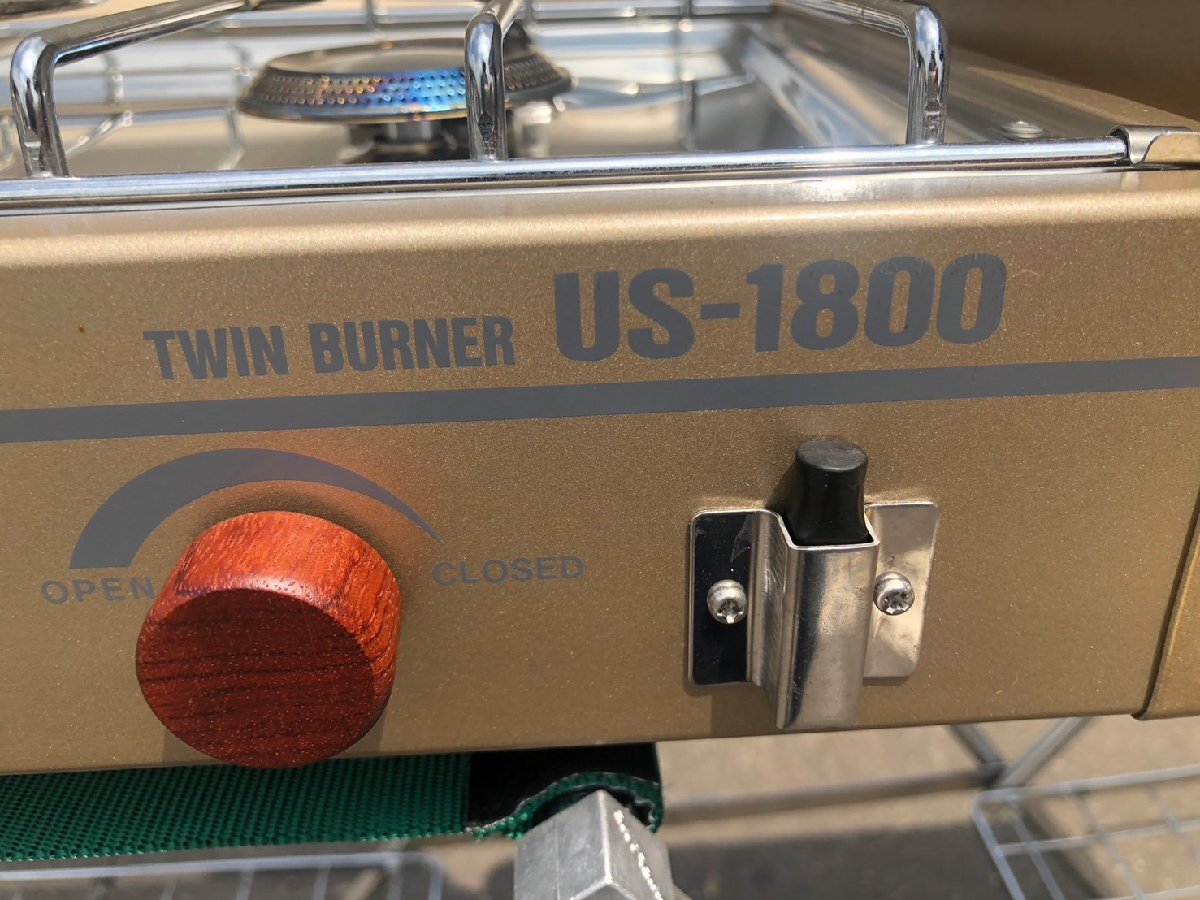 TWIN BURNER US-1800
OPEN CLOSED